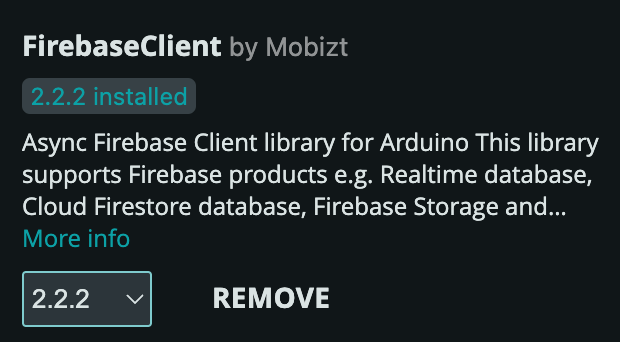 FirebaseClient by Mobizt
2.2.2 installed
Async Firebase Client library for Arduino This library
supports Firebase products e.g. Realtime database,
Cloud Firestore database, Firebase Storage and...
More info
2.2.2 REMOVE